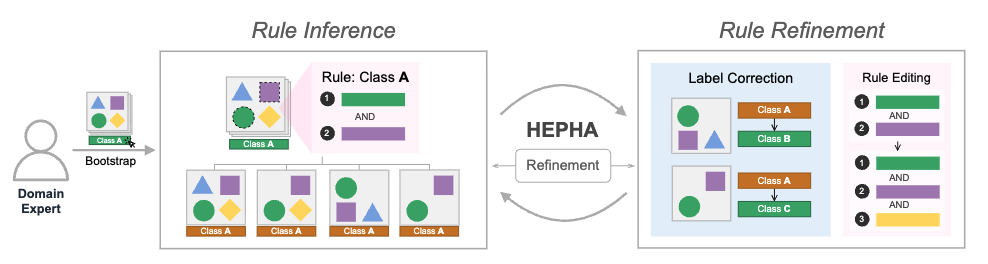 Rule Inference
Rule Refinement
Class A
Bootstrap
Domain
Expert
Rule: Class A
1
AND
2
Class A
Class A
Class A
Class A
Class A
HEPHA
Refinement
Label Correction
Class A
Class B
Class A
Class C
Rule Editing
1
AND
2
1
AND
2
AND
3